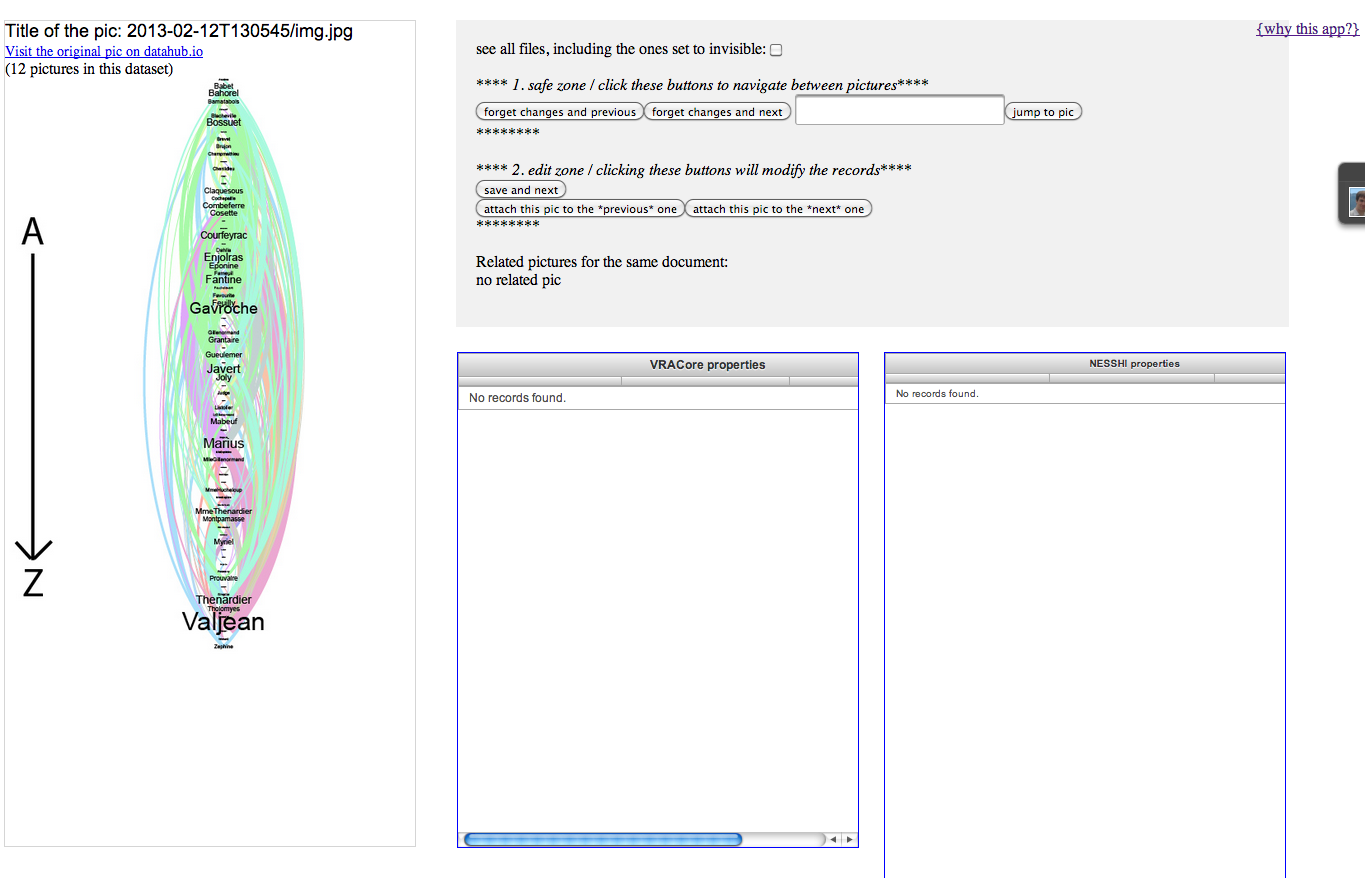 Title of the pic: 2013-02-12T130545/img.jpg
Visit the original pic on datahub.io
(12 pictures in this dataset)
A
Z
Babet
Bahorel
Bamatabois
Blacheville
Bossuet
Brevet
Brujon
Champmathieu
Chenildieu
Claquesous
Cochepaille
Combeferre
Cosette
Courfeyrac
Dahlia
Enjolras
Eponine
Fameuil
Fantine
Fauchelevent
Favourite
Feuilly
Gavroche
Gillenormand
Grantaire
Gueulemer
Javert
Joly
Judge
Listolier
Mabeuf
Marius
MlleGillenormand
MmeHucheloup
MmeThenardier
Montparnasse
Myriel
Prouvaire
Thenardier
Tholomyes
Valjean
Zephine
{why this app?}
see all files, including the ones set to invisible:
**** 1. safe zone / click these buttons to navigate between pictures****
forget changes and previous forget changes and next jump to pic
********
**** 2. edit zone / clicking these buttons will modify the records****
save and next
attach this pic to the *previous* one attach this pic to the *next* one
********
Related pictures for the same document:
no related pic
VRACore properties
No records found.
NESSHI properties
No records found.